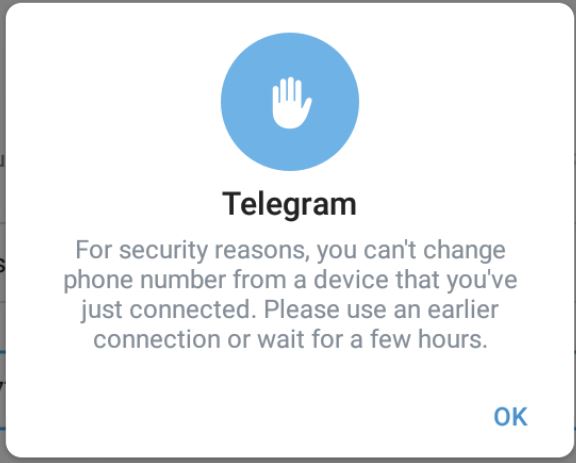 Telegram
For security reasons, you can't change
phone number from a device that you've
just connected. Please use an earlier
connection or wait for a few hours.
OK